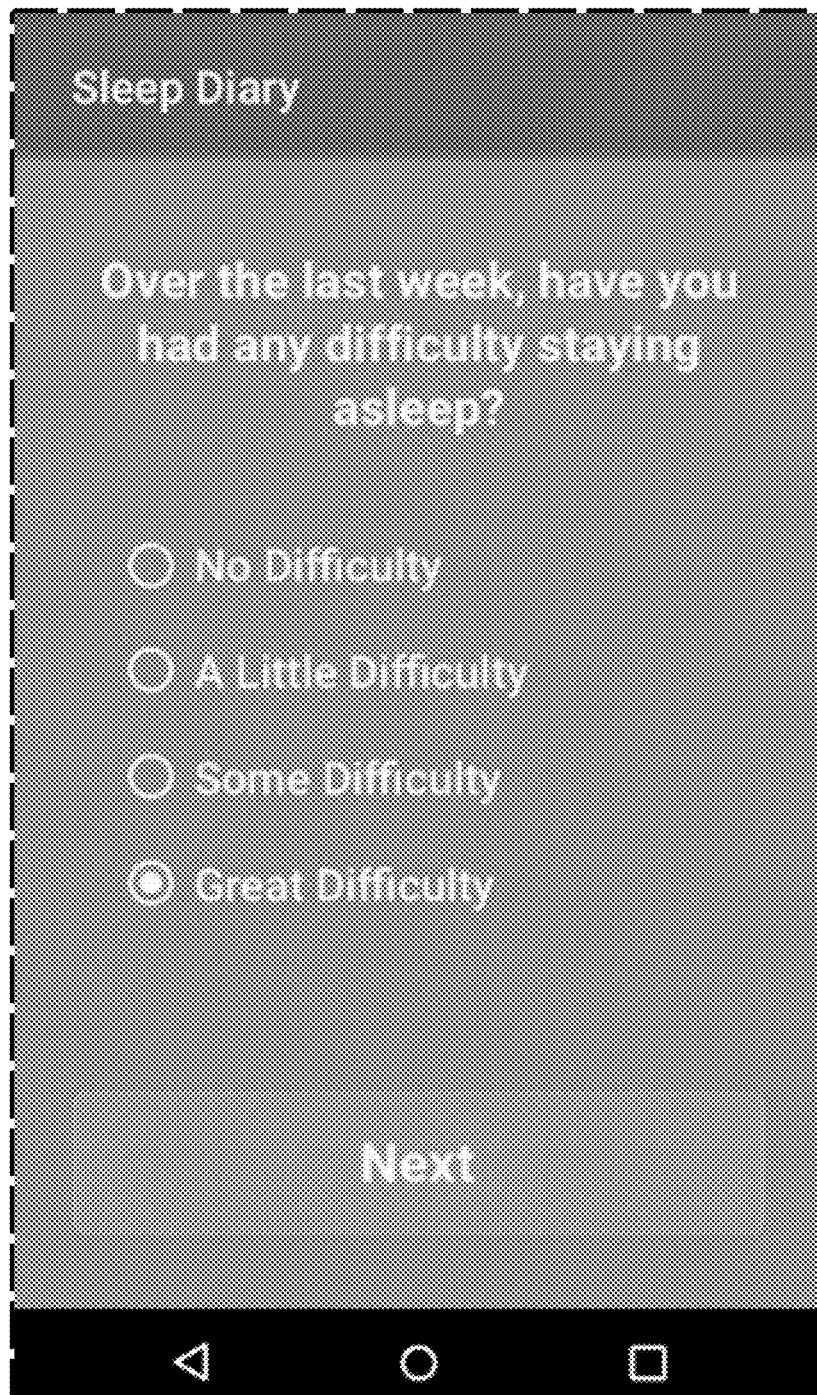 Sleep Diary
Over the last week, have you
had any difficulty staying
asleep?
No Difficulty
A Little Difficulty
Some Difficulty
Great Difficulty
Next